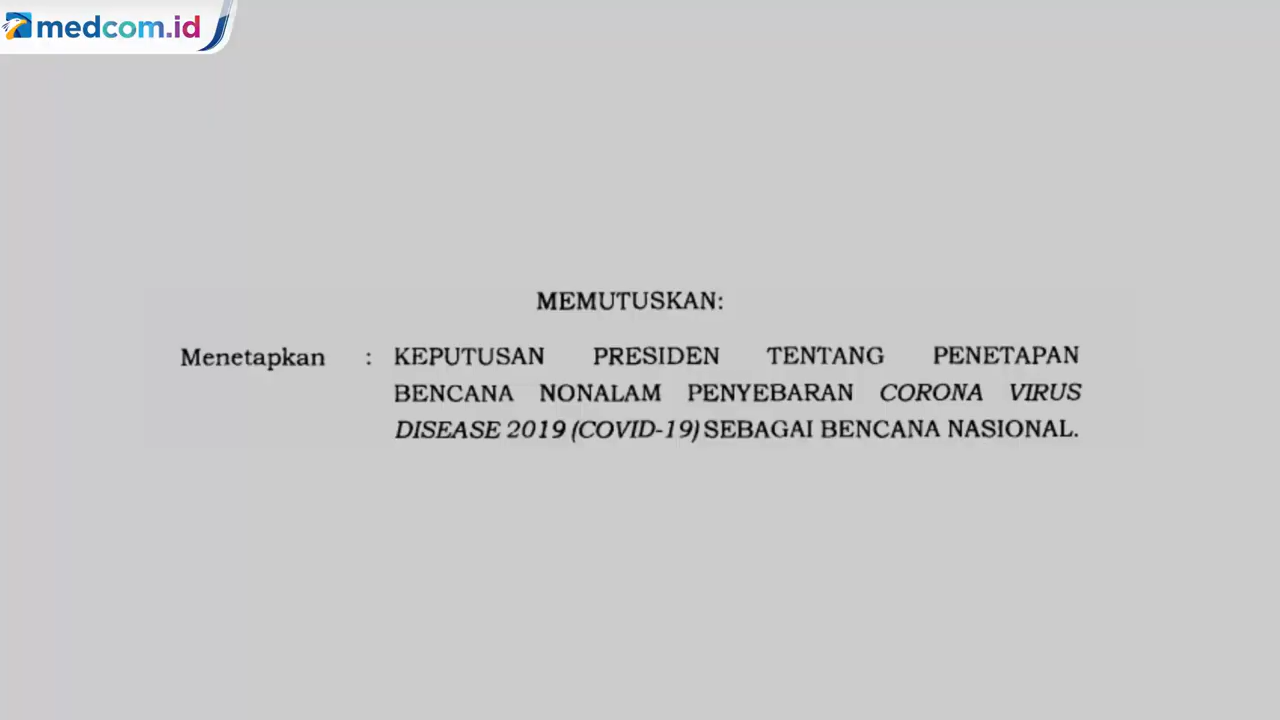 medcom.id
MEMUTUSKAN:
Menetapkan : KEPUTUSAN PRESIDEN TENTANG PENETAPAN
BENCANA NONALAM PENYEBARAN CORONA VIRUS
DISEASE 2019 (COVID-19) SEBAGAI BENCANA NASIONAL.